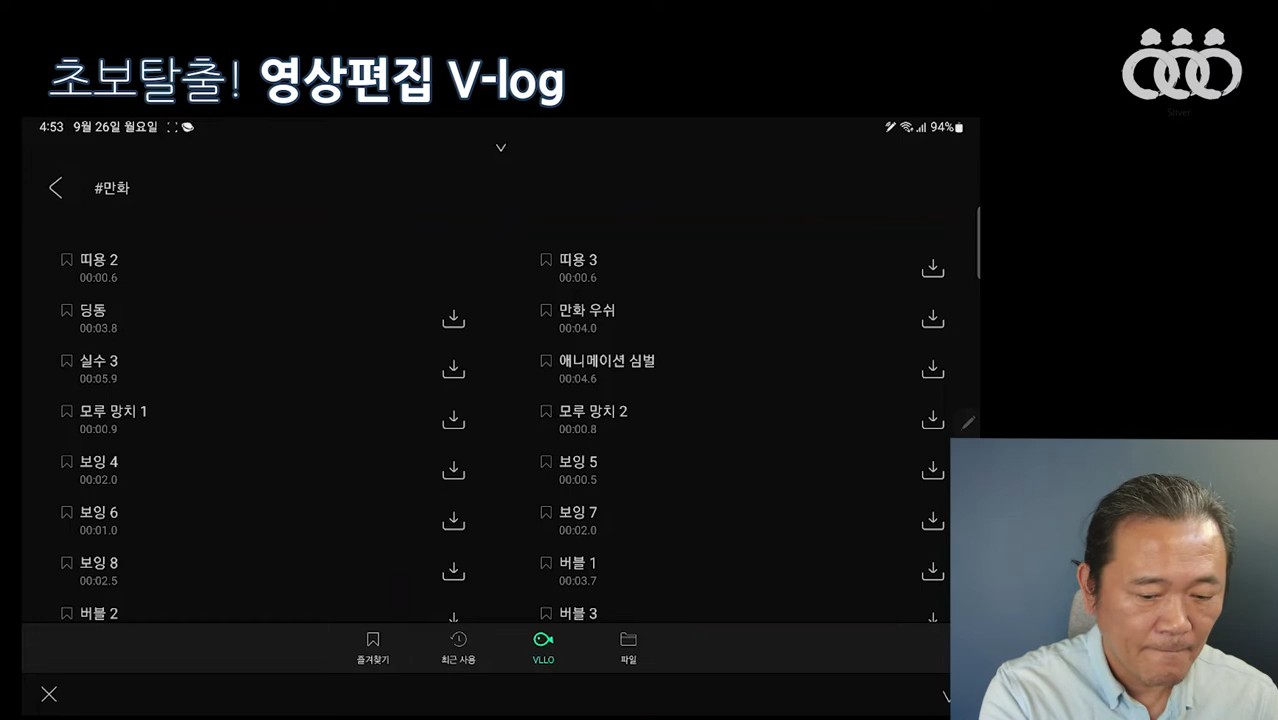 초보탈출! 영상편집 V-log
Silver
4:53 9월 26일 월요일
94%
#만화
띠용 2
00:00.6
띠용 3
00:00.6
딩동
00:03.8
만화 우쉬
00:04.0
실수 3
00:05.9
애니메이션 심벌
00:04.6
모루 망치 1
00:00.9
모루 망치 2
00:00.8
보잉 4
00:02.0
보잉 5
00:00.5
보잉 6
00:01.0
보잉 7
00:02.0
보잉 8
00:02.5
버블 1
00:03.7
버블 2
버블 3
즐겨찾기
최근 사용
VLLO
파일